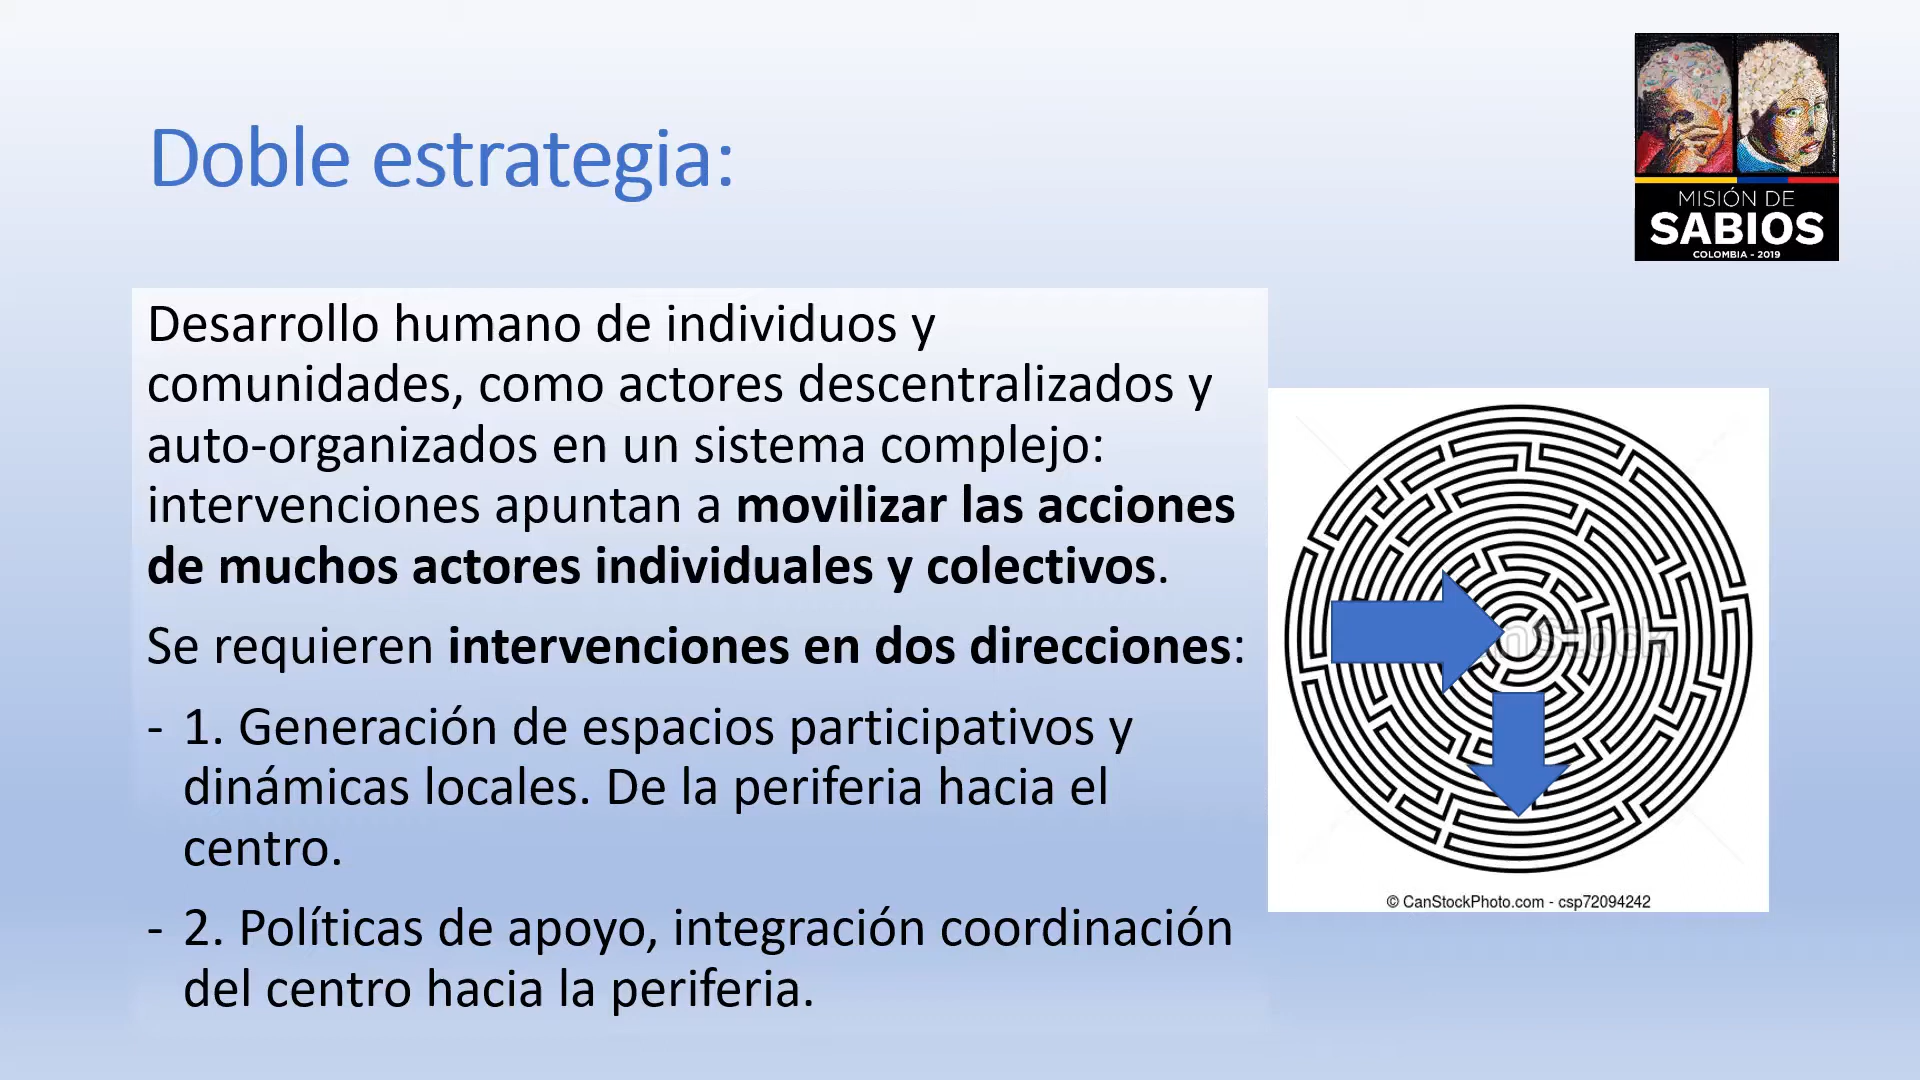 Doble estrategia:
MISIÓN DE
SABIOS
COLOMBIA - 2019
Desarrollo humano de individuos y
comunidades, como actores descentralizados y
auto-organizados en un sistema complejo:
intervenciones apuntan a movilizar las acciones
de muchos actores individuales y colectivos.
Se requieren intervenciones en dos direcciones:
- 1. Generación de espacios participativos y
dinámicas locales. De la periferia hacia el
centro.
- 2. Políticas de apoyo, integración coordinación
del centro hacia la periferia.
nStock
© CanStockPhoto.com - csp72094242